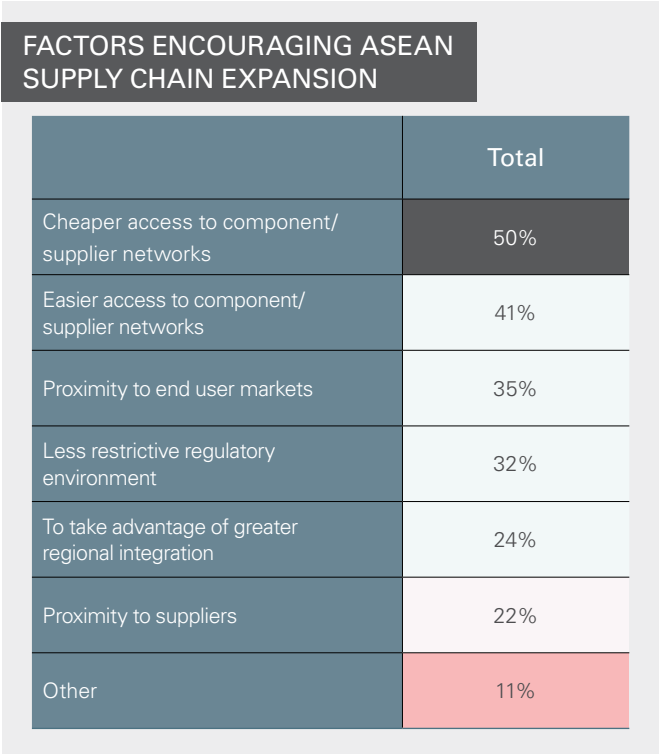 FACTORS ENCOURAGING ASEAN
SUPPLY CHAIN EXPANSION
Total
Cheaper access to component/
supplier networks
50%
Easier access to component/
supplier networks
41%
Proximity to end user markets
35%
Less restrictive regulatory
environment
32%
To take advantage of greater
regional integration
24%
Proximity to suppliers
22%
Other
11%